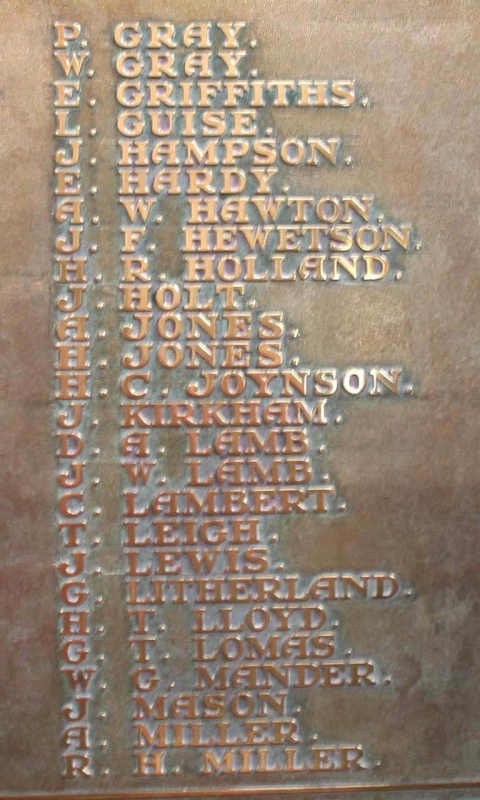 P. GRAY.
W. GRAY.
E. GRIFFITHS.
L. GUISE.
J. HAMPSON.
E. HARDY.
A. W. HAWTON.
J. F. HEWETSON.
H. R. HOLLAND.
J. HOLT.
A. JONES.
H. JONES.
H. C. JOYNSON.
J. KIRKHAM.
D. A. LAMB.
J. W. LAMB.
C. LAMBERT.
T. LEIGH.
J. LEWIS.
G. LITHERLAND.
H. T. LLOYD.
G. T. LOMAS.
W. G. MANDER.
J. MASON.
A. MILLER.
R. H. MILLER.